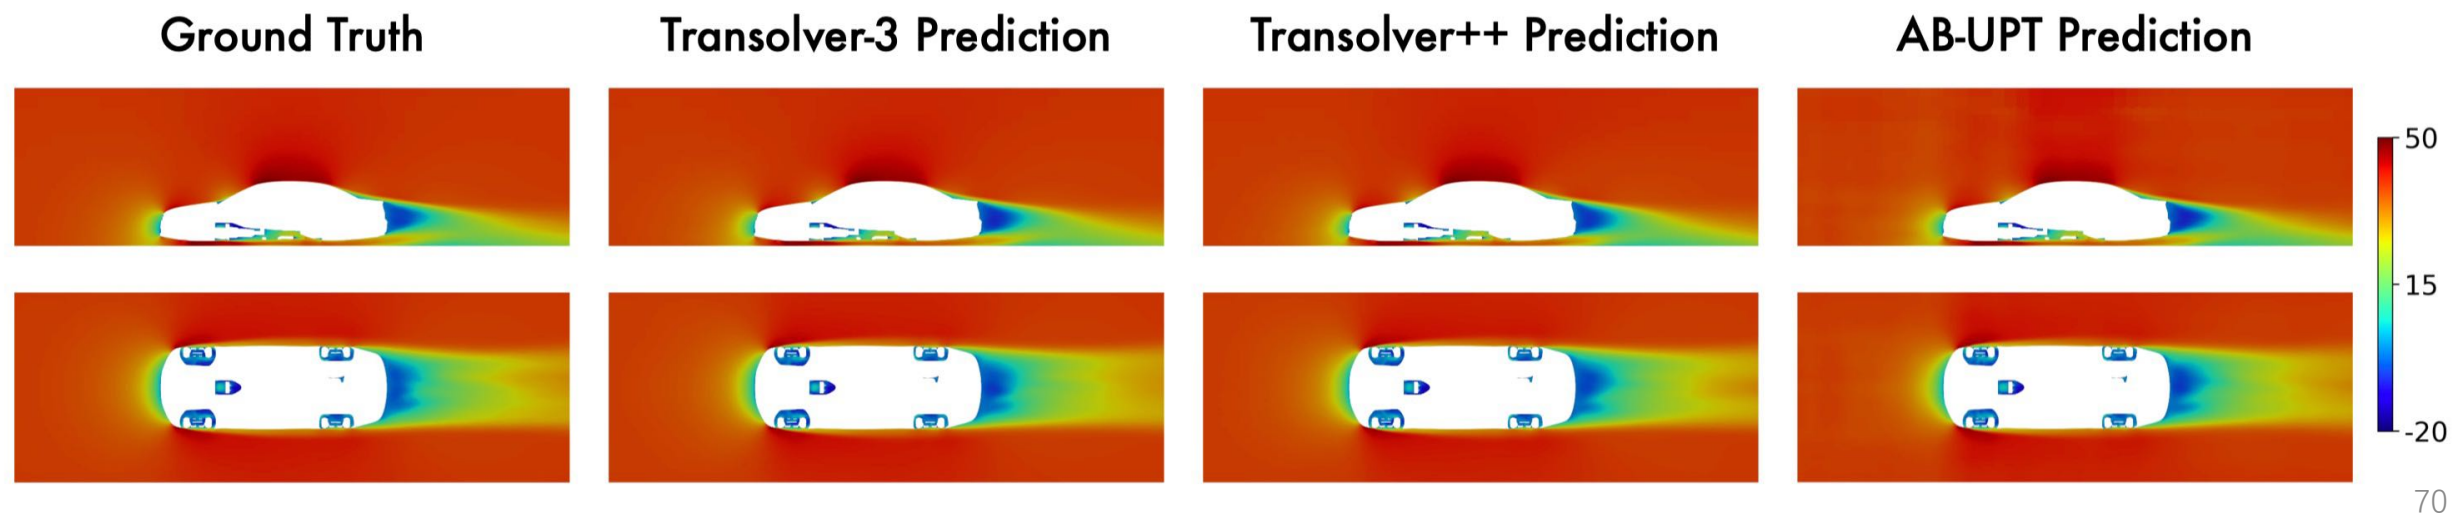 Ground Truth
Transolver-3 Prediction
Transolver++ Prediction
AB-UPT Prediction
50
15
-20
70